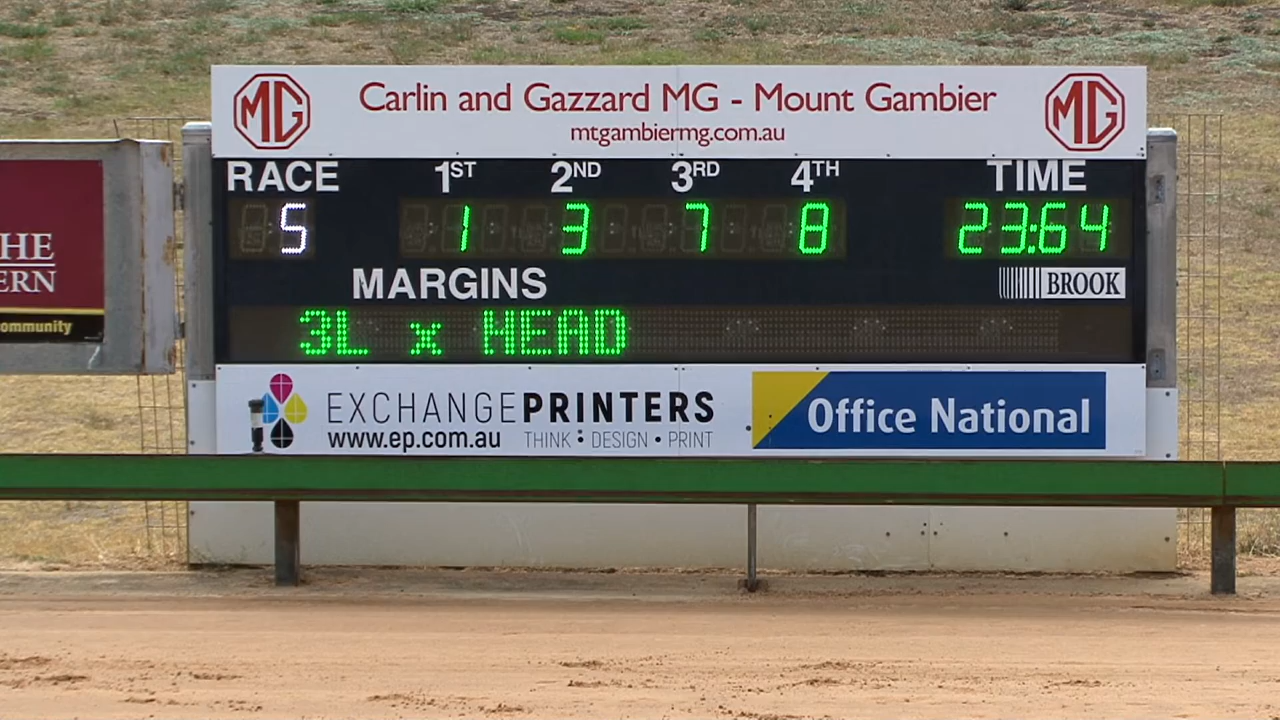 MG Carlin and Gazzard MG - Mount Gambier MG
mtgambiermg.com.au
RACE 1ST 2ND 3RD 4TH TIME
5 1 3 7 8 23:64
MARGINS BROOK
3L x HEAD
EXCHANGEPRINTERS
www.ep.com.au THINK : DESIGN • PRINT
Office National
THE
ERN
ommunity